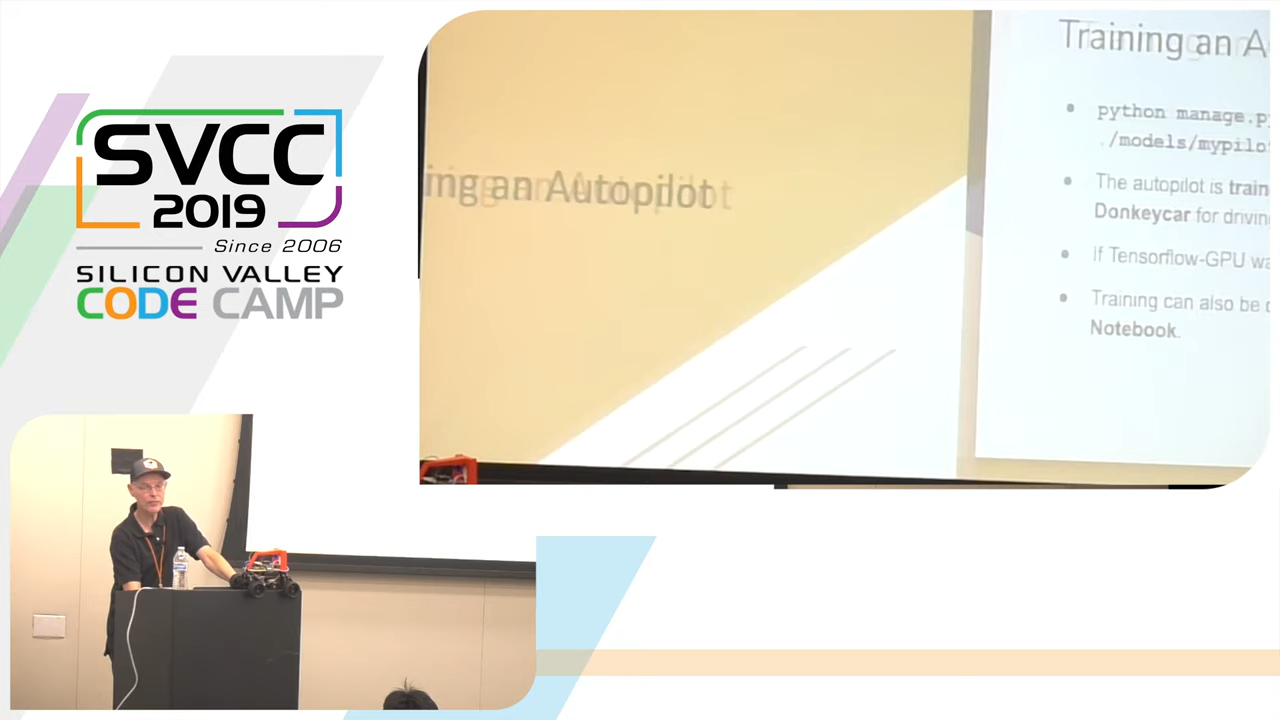 SVCC
2019
Since 2006
SILICON VALLEY
CODE CAMP
ing an Autopilot
Training an A
python manage.p
./models/mypilo
The autopilot is train
Donkeycar for drivin
If Tensorflow-GPU wa
Training can also be
Notebook.